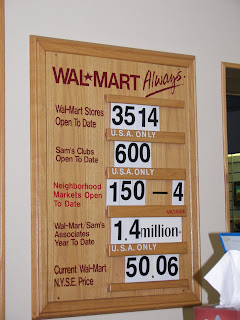 WAL★MART Always.
Wal-Mart Stores
Open To Date
3514
U.S.A. ONLY
Sam's Clubs
Open To Date
600
U.S.A. ONLY
Neighborhood
Markets Open
To Date
150 – 4
Wal-Mart/Sam's
Associates
Year To Date
1.4 million
U.S.A. ONLY
Current Wal-Mart
N.Y.S.E. Price
50.06